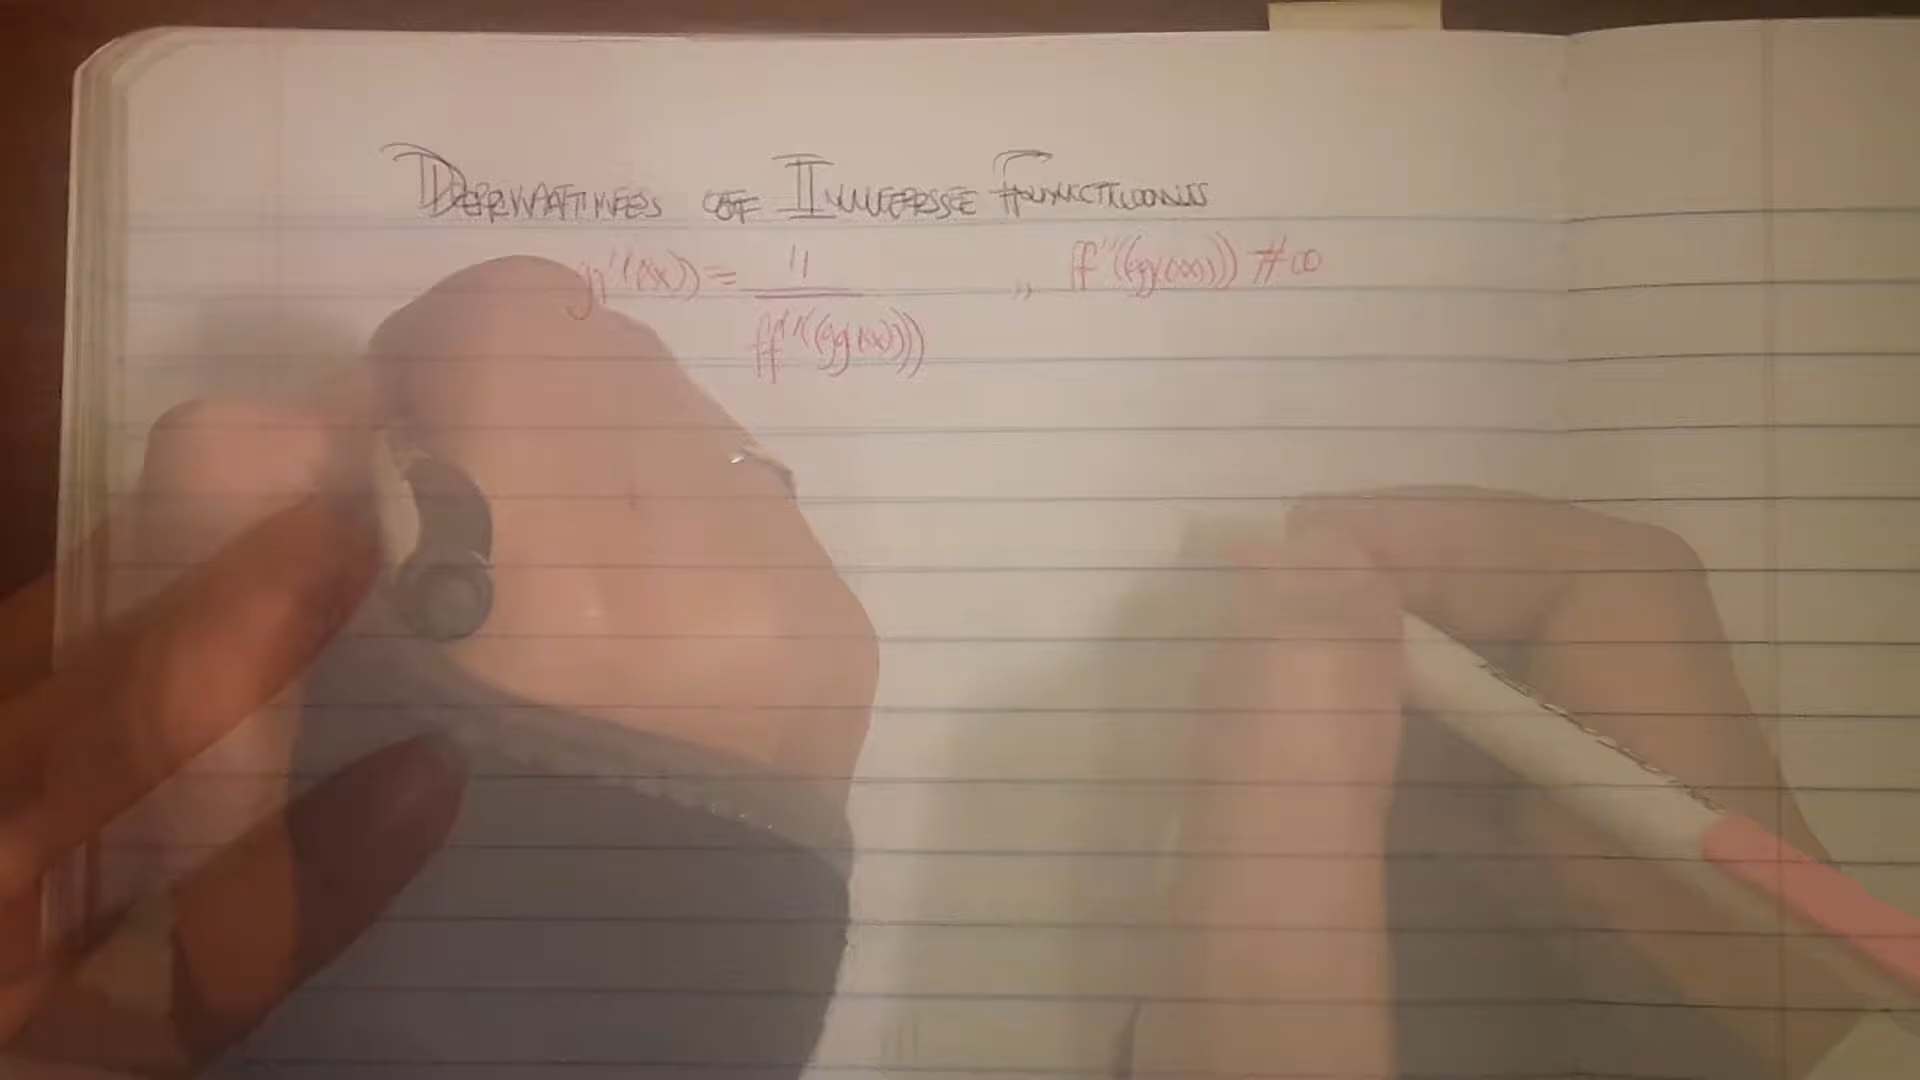 DERIVATIVES OF INVERSE FUNCTIONS
g'(x) = 1 / f'(g(x)) , f'(g(x)) ≠ 0